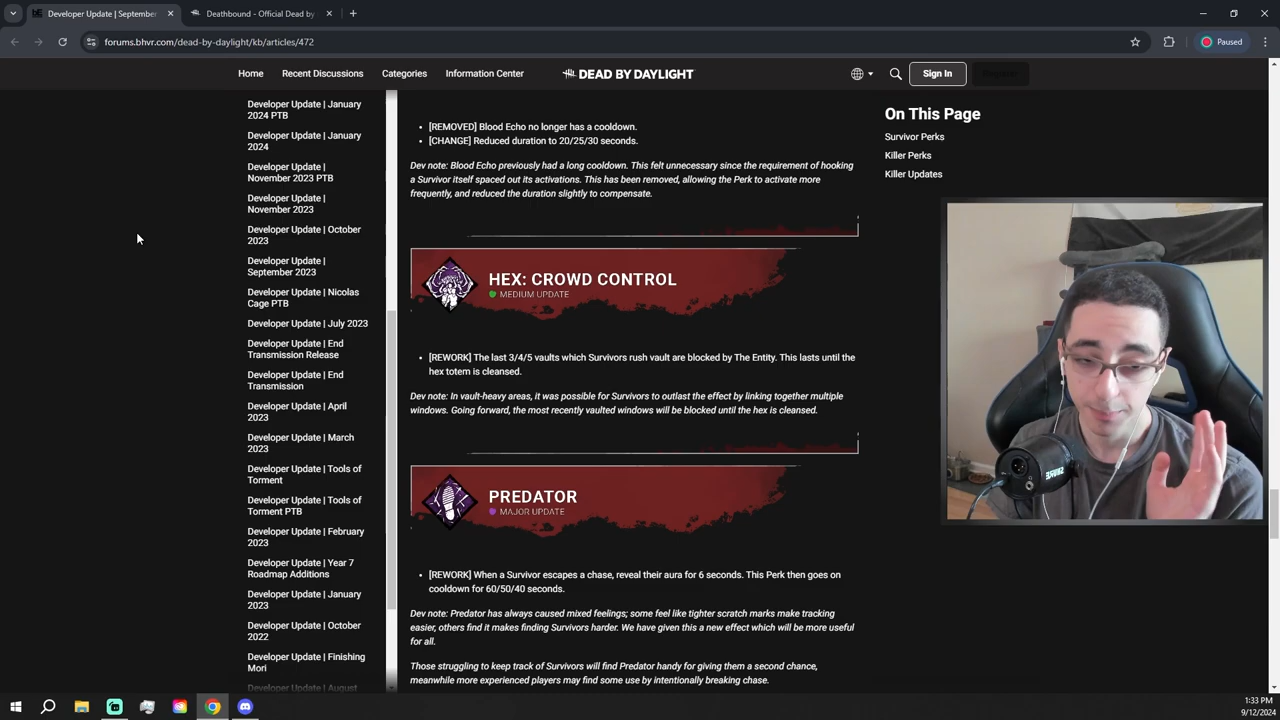 Developer Update | September
Deathbound - Official Dead by
forums.bhvr.com/dead-by-daylight/kb/articles/472
Paused
Home
Recent Discussions
Categories
Information Center
DEAD BY DAYLIGHT
Sign In
Register
Developer Update | January
2024 PTB
Developer Update | January
2024
Developer Update |
November 2023 PTB
Developer Update |
November 2023
Developer Update | October
2023
Developer Update |
September 2023
Developer Update | Nicolas
Cage PTB
Developer Update | July 2023
Developer Update | End
Transmission Release
Developer Update | End
Transmission
Developer Update | April
2023
Developer Update | March
2023
Developer Update | Tools of
Torment
Developer Update | Tools of
Torment PTB
Developer Update | February
2023
Developer Update | Year 7
Roadmap Additions
Developer Update | January
2023
Developer Update | October
2022
Developer Update | Finishing
Mori
Developer Update | August
[REMOVED] Blood Echo no longer has a cooldown.
[CHANGE] Reduced duration to 20/25/30 seconds.
Dev note: Blood Echo previously had a long cooldown. This felt unnecessary since the requirement of hooking
a Survivor itself spaced out its activations. This has been removed, allowing the Perk to activate more
frequently, and reduced the duration slightly to compensate.
HEX: CROWD CONTROL
MEDIUM UPDATE
[REWORK] The last 3/4/5 vaults which Survivors rush vault are blocked by The Entity. This lasts until the
hex totem is cleansed.
Dev note: In vault-heavy areas, it was possible for Survivors to outlast the effect by linking together multiple
windows. Going forward, the most recently vaulted windows will be blocked until the hex is cleansed.
PREDATOR
MAJOR UPDATE
[REWORK] When a Survivor escapes a chase, reveal their aura for 6 seconds. This Perk then goes on
cooldown for 60/50/40 seconds.
Dev note: Predator has always caused mixed feelings; some feel like tighter scratch marks make tracking
easier, others find it makes finding Survivors harder. We have given this a new effect which will be more useful
for all.
Those struggling to keep track of Survivors will find Predator handy for giving them a second chance,
meanwhile more experienced players may find some use by intentionally breaking chase.
On This Page
Survivor Perks
Killer Perks
Killer Updates
1:33 PM
9/12/2024